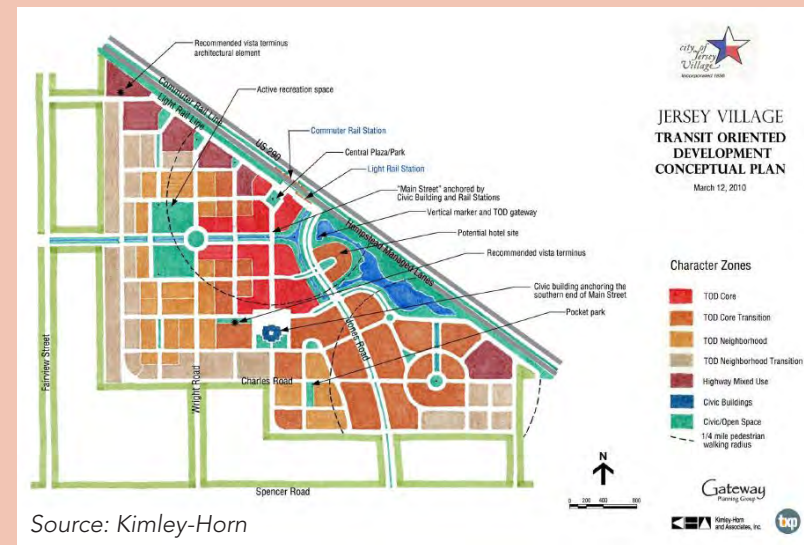 Recommended vista terminus
architectural element
Active recreation space
Commuter Rail Line
Light Rail Line
US 290
Commuter Rail Station
Central Plaza/Park
Light Rail Station
"Main Street" anchored by
Civic Building and Rail Stations
Vertical marker and TOD gateway
Potential hotel site
Hempstead Managed Lanes
Recommended vista terminus
Civic building anchoring the
southern end of Main Street
Pocket park
Jones Road
Fairview Street
Wright Road
Charles Road
Spencer Road
city of
Jersey
Village
Incorporated 1956
JERSEY VILLAGE
TRANSIT ORIENTED
DEVELOPMENT
CONCEPTUAL PLAN
March 12, 2010
Character Zones
TOD Core
TOD Core Transition
TOD Neighborhood
TOD Neighborhood Transition
Highway Mixed Use
Civic Buildings
Civic/Open Space
1/4 mile pedestrian
walking radius
N
0 200 400 800
Gateway
Planning Group
Kimley-Horn
and Associates, Inc.
txp
Source: Kimley-Horn